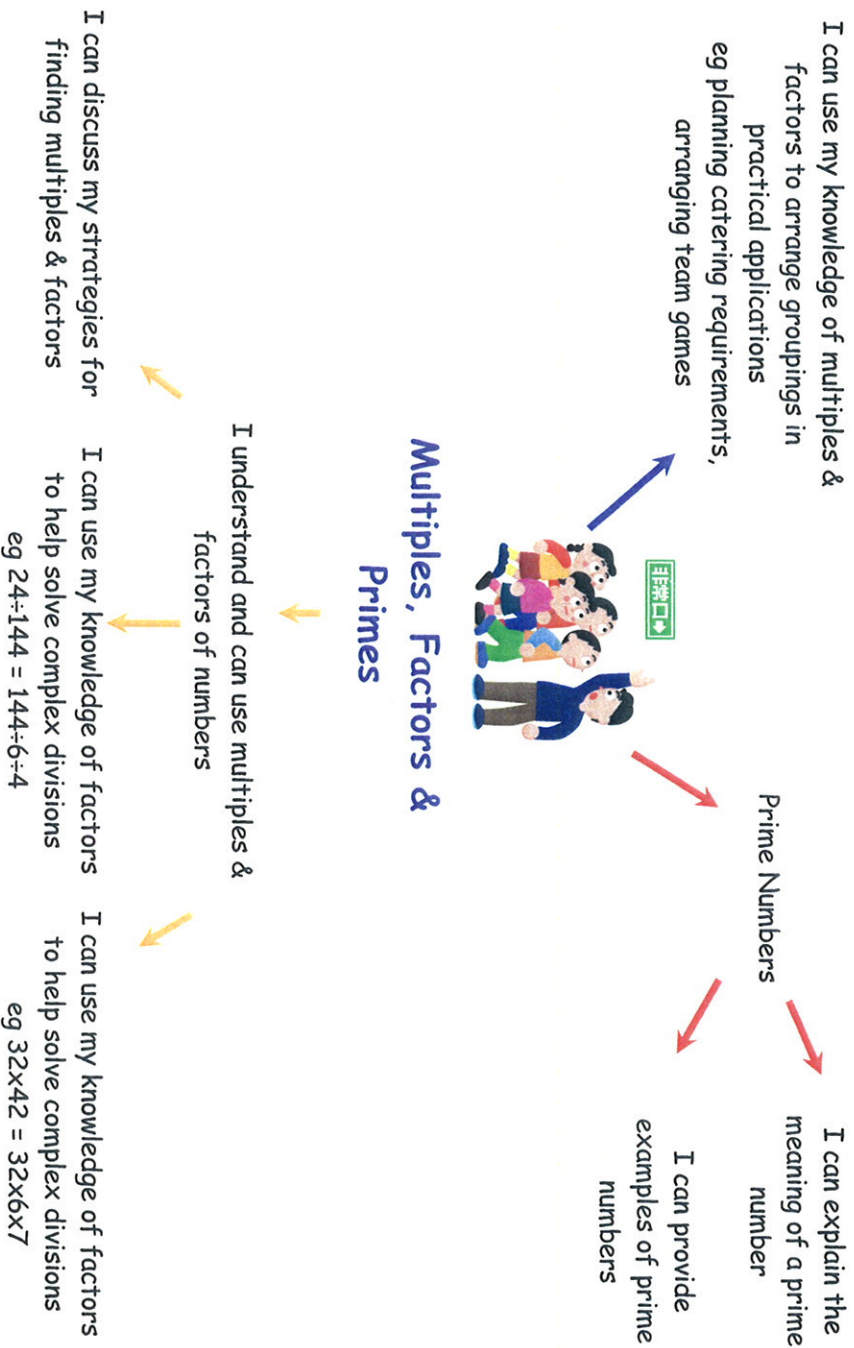 I can use my knowledge of multiples &
factors to arrange groupings in
practical applications
eg planning catering requirements,
arranging team games
Prime Numbers
I can explain the
meaning of a prime
number
I can provide
examples of prime
numbers
非常口
Multiples, Factors &
Primes
I understand and can use multiples &
factors of numbers
I can discuss my strategies for
finding multiples & factors
I can use my knowledge of factors
to help solve complex divisions
eg 24÷144 = 144÷6÷4
I can use my knowledge of factors
to help solve complex divisions
eg 32x42 = 32x6x7